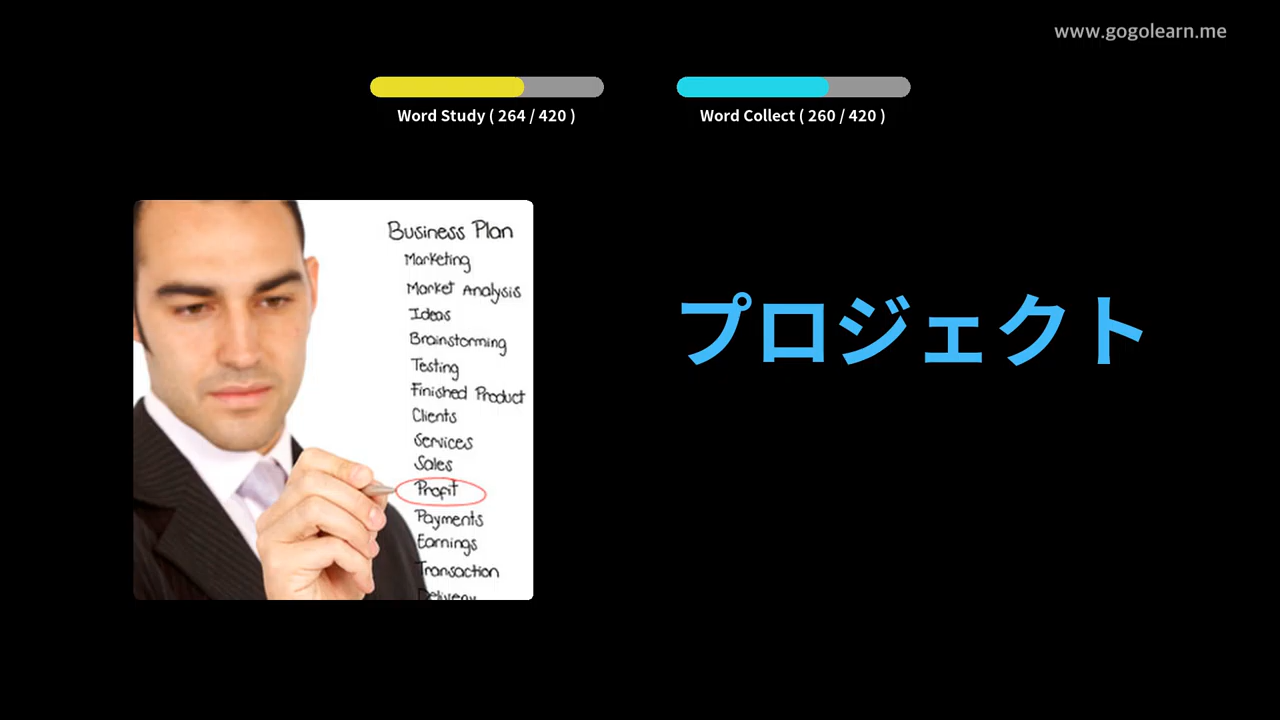 www.gogolearn.me
Word Study ( 264 / 420 )
Word Collect ( 260 / 420 )
Business Plan
Marketing
Market Analysis
Ideas
Brainstorming
Testing
Finished Product
Clients
Services
Sales
Profit
Payments
Earnings
Transaction
Delivery
プロジェクト